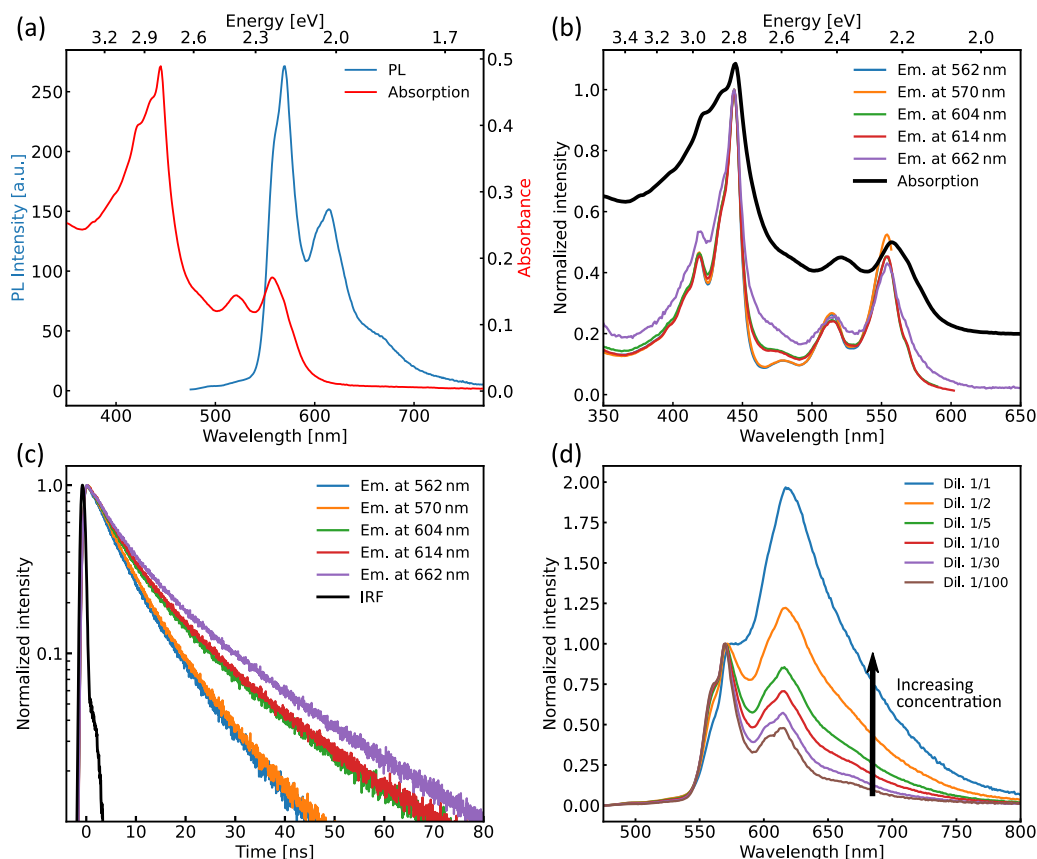 (a)
Energy [eV]
3.2 2.9 2.6 2.3 2.0 1.7
PL
Absorption
PL Intensity [a.u.]
250
200
150
100
50
0
0.5
0.4
0.3
0.2
0.1
0.0
Absorbance
400 500 600 700
Wavelength [nm]
(b)
Energy [eV]
3.4 3.2 3.0 2.8 2.6 2.4 2.2 2.0
Em. at 562 nm
Em. at 570 nm
Em. at 604 nm
Em. at 614 nm
Em. at 662 nm
Absorption
Normalized intensity
1.0
0.8
0.6
0.4
0.2
0.0
350 400 450 500 550 600 650
Wavelength [nm]
(c)
Em. at 562 nm
Em. at 570 nm
Em. at 604 nm
Em. at 614 nm
Em. at 662 nm
IRF
Normalized intensity
1.0
0.1
0 10 20 30 40 50 60 70 80
Time [ns]
(d)
Dil. 1/1
Dil. 1/2
Dil. 1/5
Dil. 1/10
Dil. 1/30
Dil. 1/100
Increasing
concentration
Normalized intensity
2.00
1.75
1.50
1.25
1.00
0.75
0.50
0.25
0.00
500 550 600 650 700 750 800
Wavelength [nm]